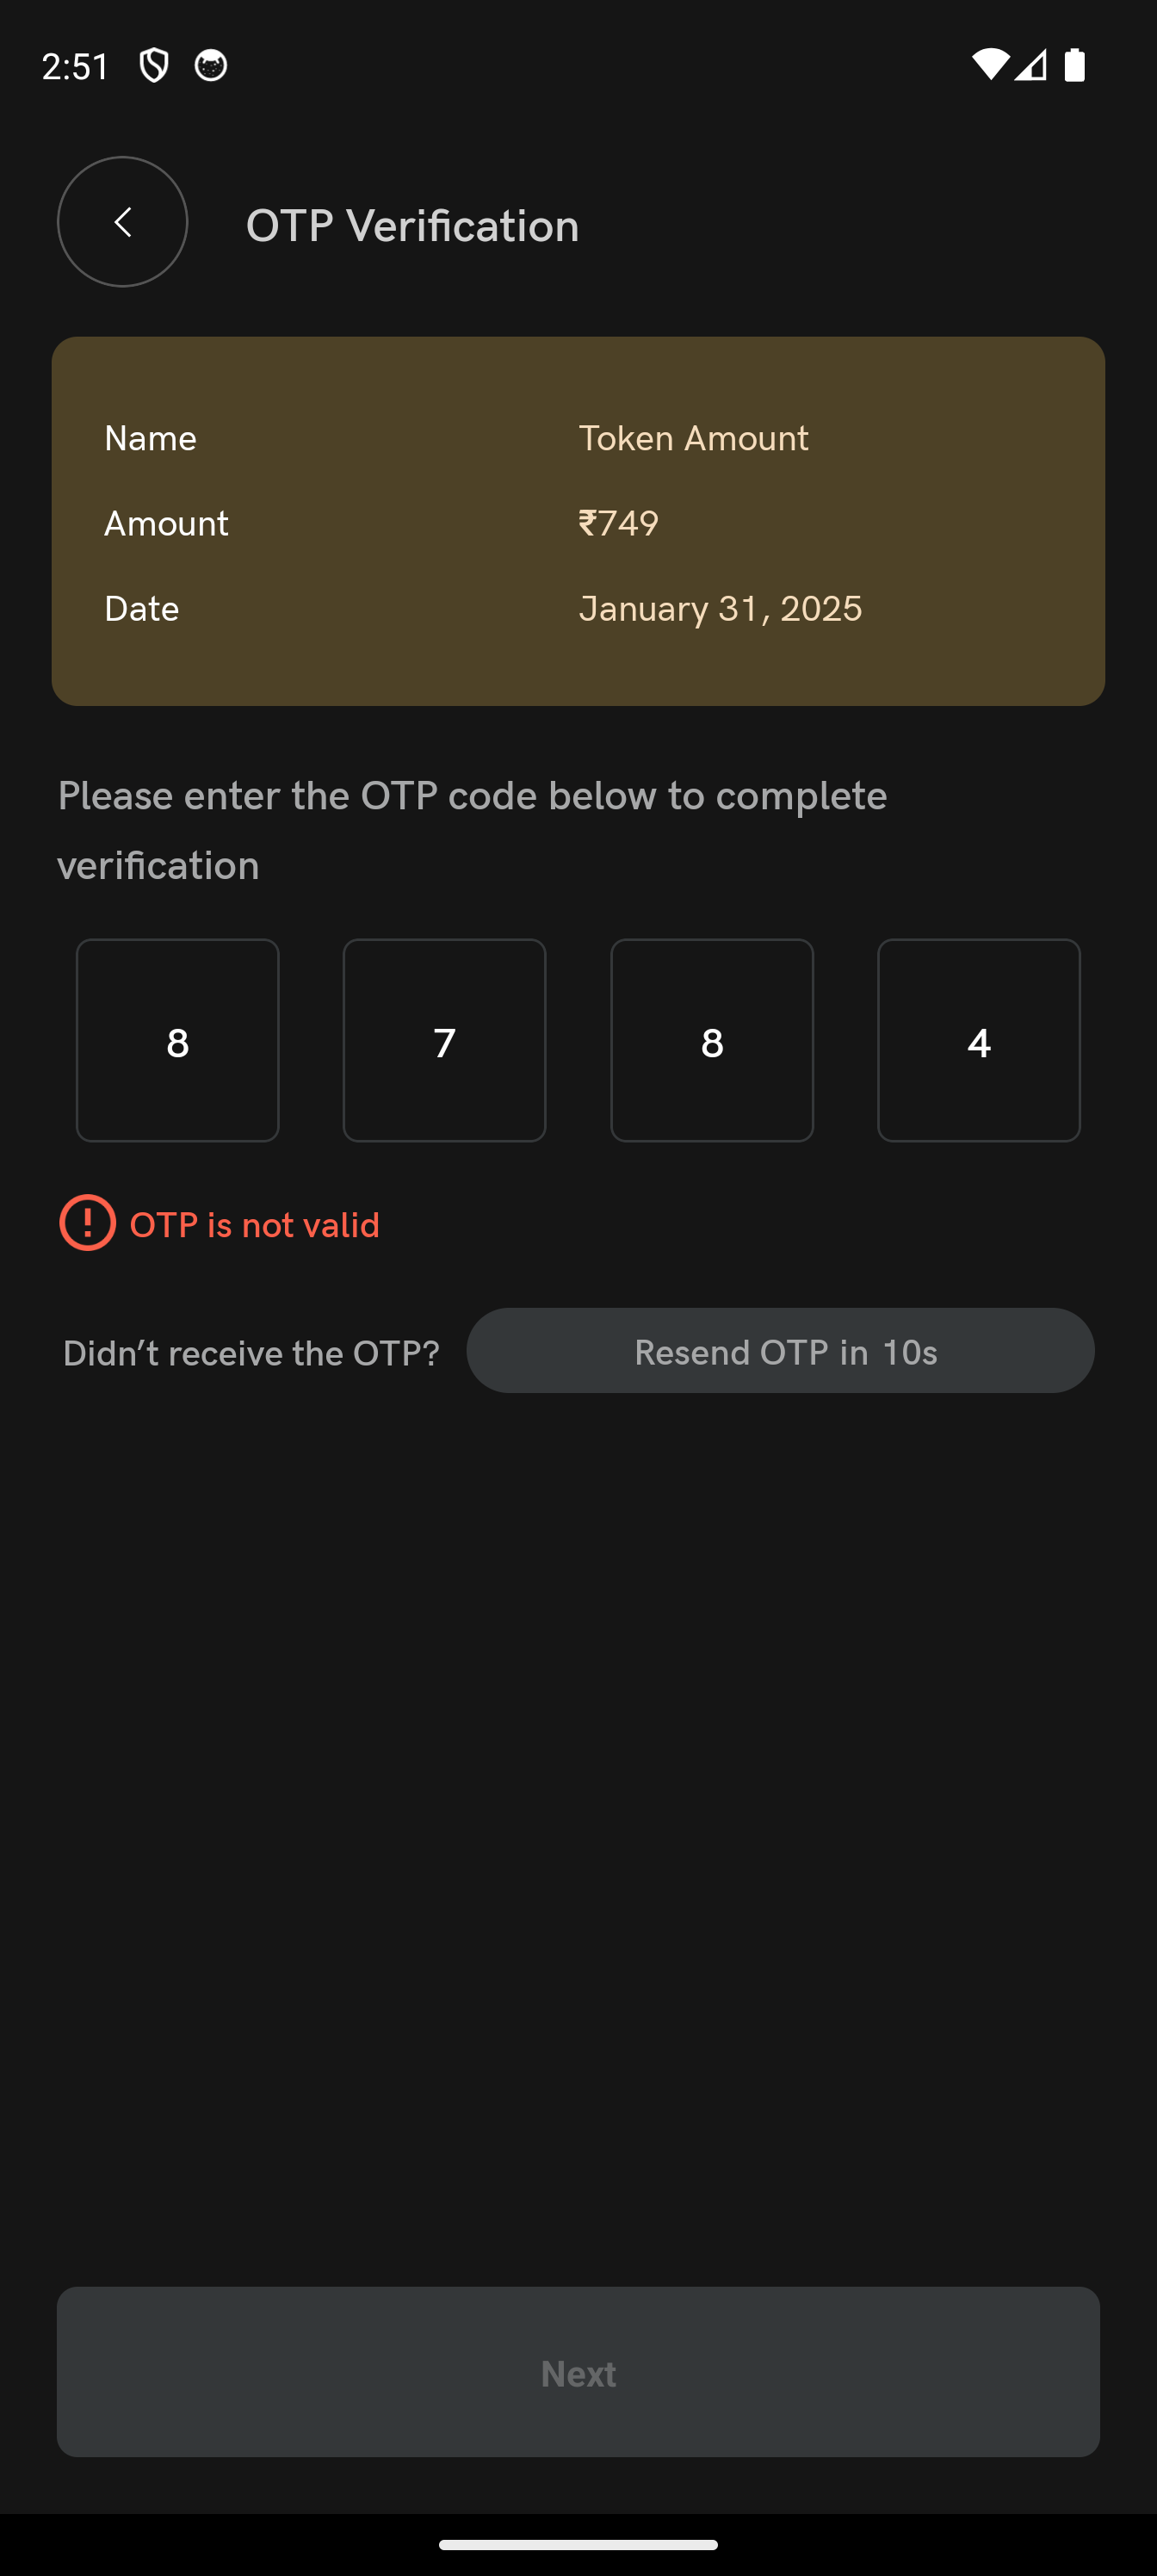 2:51
OTP Verification
Name Token Amount
Amount ₹749
Date January 31, 2025
Please enter the OTP code below to complete
verification
8 7 8 4
OTP is not valid
Didn’t receive the OTP? Resend OTP in 10s
Next